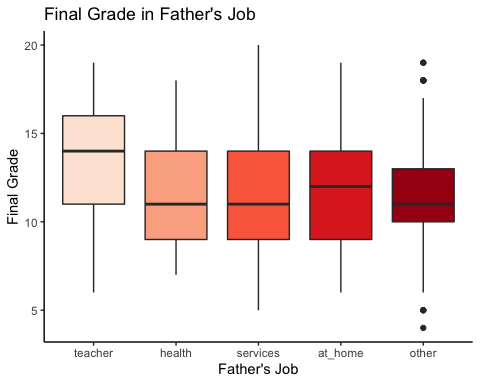 Final Grade in Father's Job
Final Grade
20
15
10
5
teacher health services at_home other
Father's Job